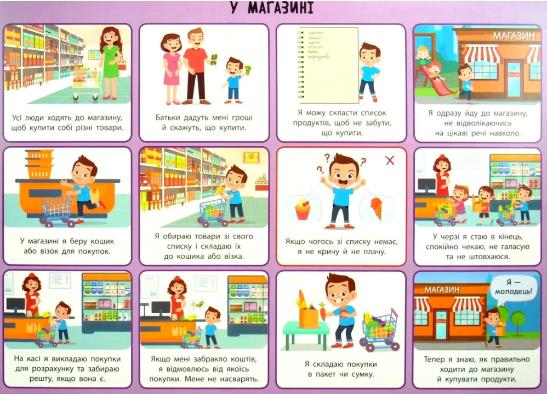 У МАГАЗИНІ
Усі люди ходять до магазину,
щоб купити собі різні товари.
Батьки дадуть мені гроші
й скажуть, що купити.
Я можу скласти список
продуктів, щоб не забути,
що купити.
МАГАЗИН
Я одразу йду до магазину,
не відволікаючись
на цікаві речі навколо.
У магазині я беру кошик
або візок для покупок.
Я обираю товари зі свого
списку і складаю їх
до кошика або візка.
Якщо чогось зі списку немає,
я не кричу й не плачу.
У черзі я стаю в кінець,
спокійно чекаю, не галасую
та не штовхаюся.
На касі я викладаю покупки
для розрахунку та забираю
решту, якщо вона є.
Якщо мені забракло коштів,
я відмовлюсь від якоїсь
покупки. Мене не насварять.
Я складаю покупки
в пакет чи сумку.
МАГАЗИН
Я —
молодець!
Тепер я знаю, як правильно
ходити до магазину
й купувати продукти.